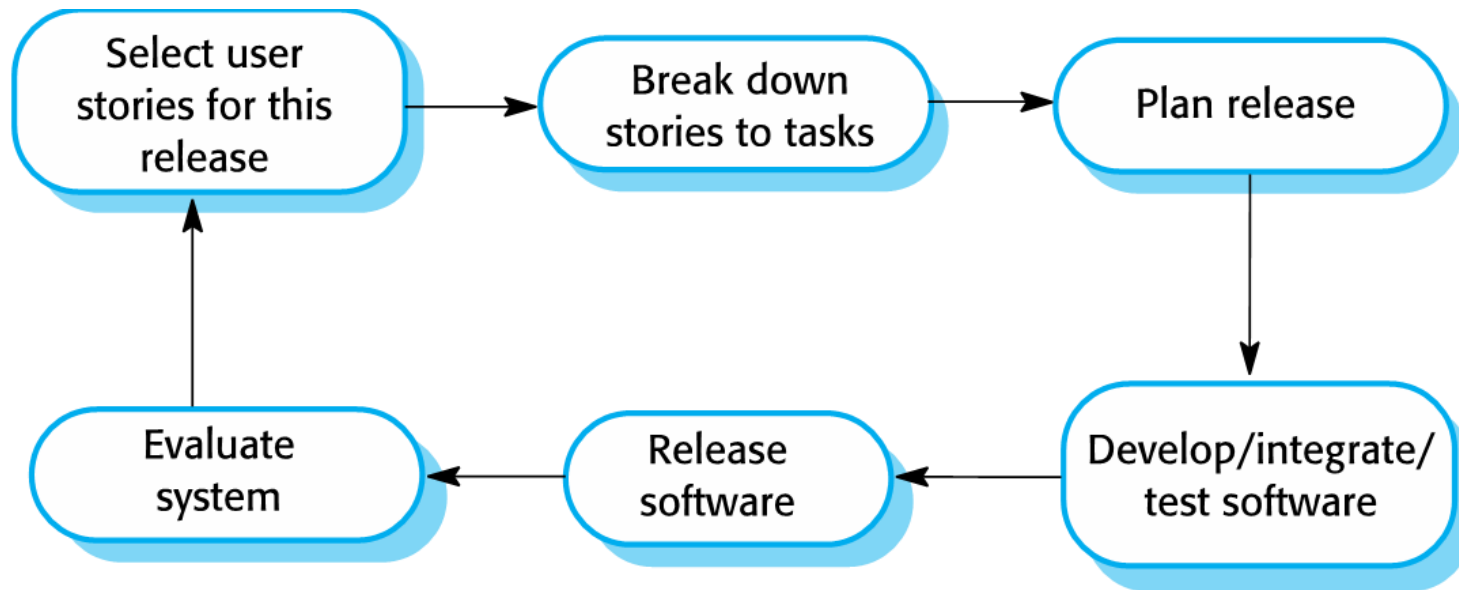 Select user
stories for this
release
Break down
stories to tasks
Plan release
Evaluate
system
Release
software
Develop/integrate/
test software